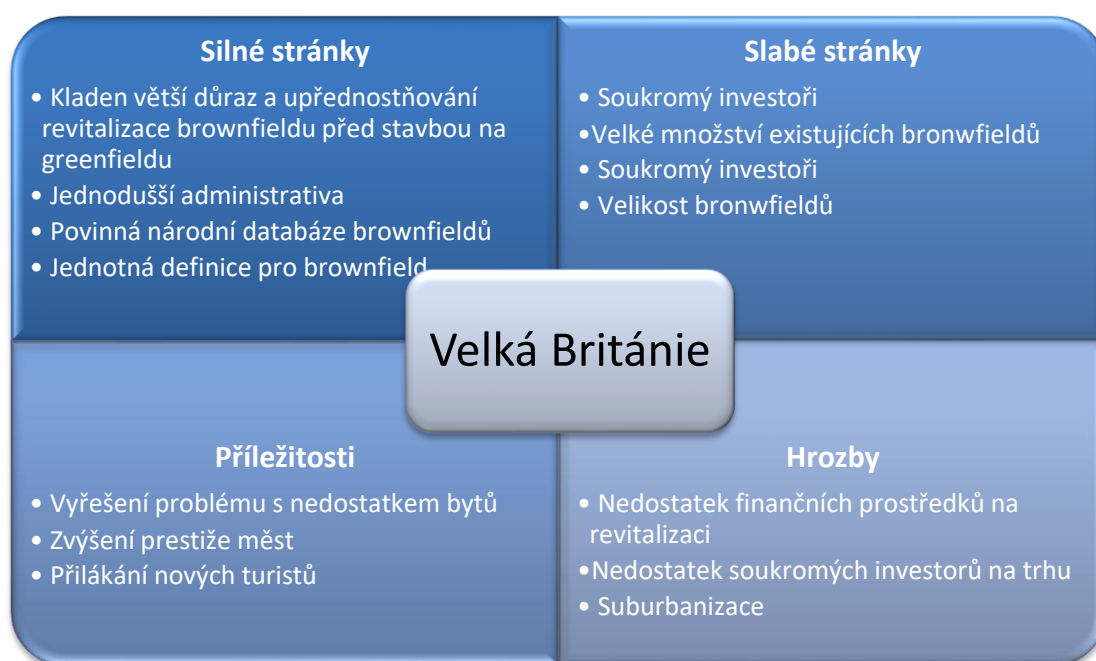 Silné stránky
• Kladen větší důraz a upřednostňování
revitalizace brownfieldu před stavbou na
greenfieldu
• Jednodušší administrativa
• Povinná národní databáze brownfieldů
• Jednotná definice pro brownfield
Slabé stránky
• Soukromý investoři
•Velké množství existujících bronwfieldů
• Soukromý investoři
• Velikost bronwfieldů
Velká Británie
Příležitosti
• Vyřešení problému s nedostatkem bytů
• Zvýšení prestiže měst
• Přilákání nových turistů
Hrozby
• Nedostatek finančních prostředků na
revitalizaci
•Nedostatek soukromých investorů na trhu
• Suburbanizace